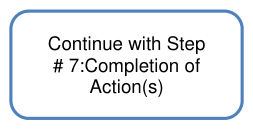 Continue with Step
# 7:Completion of
Action(s)